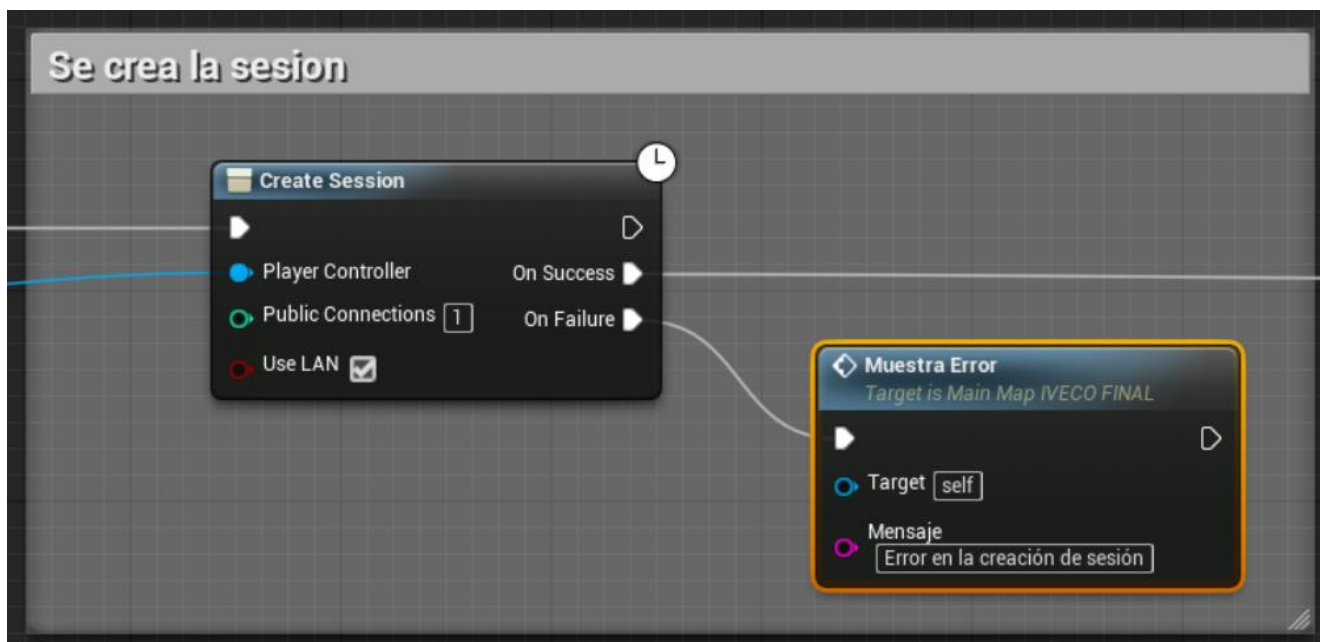 Se crea la sesion
Create Session
Player Controller
On Success
Public Connections 1
On Failure
Use LAN
Muestra Error
Target is Main Map IVECO FINAL
Target self
Mensaje
Error en la creación de sesión